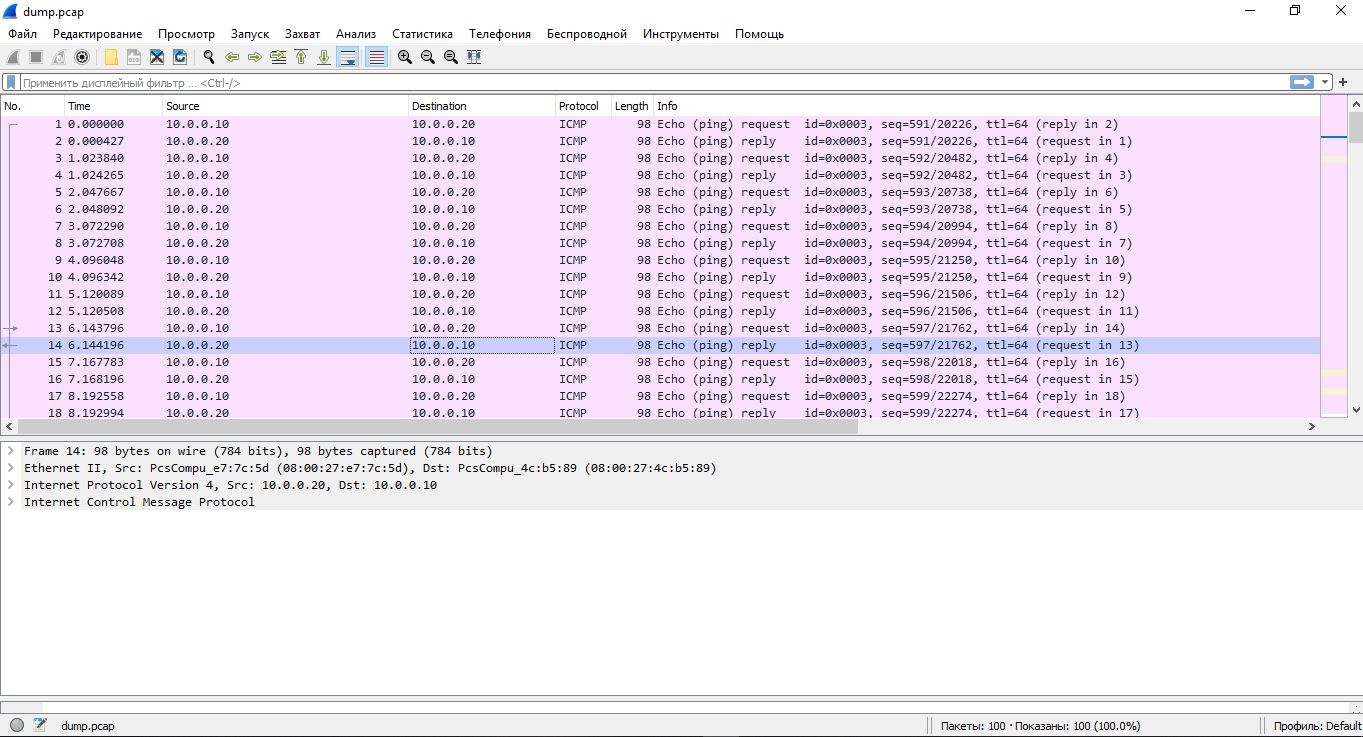 dump.pcap
Файл Редактирование Просмотр Запуск Захват Анализ Статистика Телефония Беспроводной Инструменты Помощь
Применить дисплейный фильтр ... <Ctrl-/>
No. Time Source Destination Protocol Length Info
1 0.000000 10.0.0.10 10.0.0.20 ICMP 98 Echo (ping) request id=0x0003, seq=591/20226, ttl=64 (reply in 2)
2 0.000427 10.0.0.20 10.0.0.10 ICMP 98 Echo (ping) reply id=0x0003, seq=591/20226, ttl=64 (request in 1)
3 1.023840 10.0.0.10 10.0.0.20 ICMP 98 Echo (ping) request id=0x0003, seq=592/20482, ttl=64 (reply in 4)
4 1.024265 10.0.0.20 10.0.0.10 ICMP 98 Echo (ping) reply id=0x0003, seq=592/20482, ttl=64 (request in 3)
5 2.047667 10.0.0.10 10.0.0.20 ICMP 98 Echo (ping) request id=0x0003, seq=593/20738, ttl=64 (reply in 6)
6 2.048092 10.0.0.20 10.0.0.10 ICMP 98 Echo (ping) reply id=0x0003, seq=593/20738, ttl=64 (request in 5)
7 3.072290 10.0.0.10 10.0.0.20 ICMP 98 Echo (ping) request id=0x0003, seq=594/20994, ttl=64 (reply in 8)
8 3.072708 10.0.0.20 10.0.0.10 ICMP 98 Echo (ping) reply id=0x0003, seq=594/20994, ttl=64 (request in 7)
9 4.096048 10.0.0.10 10.0.0.20 ICMP 98 Echo (ping) request id=0x0003, seq=595/21250, ttl=64 (reply in 10)
10 4.096342 10.0.0.20 10.0.0.10 ICMP 98 Echo (ping) reply id=0x0003, seq=595/21250, ttl=64 (request in 9)
11 5.120089 10.0.0.10 10.0.0.20 ICMP 98 Echo (ping) request id=0x0003, seq=596/21506, ttl=64 (reply in 12)
12 5.120508 10.0.0.20 10.0.0.10 ICMP 98 Echo (ping) reply id=0x0003, seq=596/21506, ttl=64 (request in 11)
13 6.143796 10.0.0.10 10.0.0.20 ICMP 98 Echo (ping) request id=0x0003, seq=597/21762, ttl=64 (reply in 14)
14 6.144196 10.0.0.20 10.0.0.10 ICMP 98 Echo (ping) reply id=0x0003, seq=597/21762, ttl=64 (request in 13)
15 7.167783 10.0.0.10 10.0.0.20 ICMP 98 Echo (ping) request id=0x0003, seq=598/22018, ttl=64 (reply in 16)
16 7.168196 10.0.0.20 10.0.0.10 ICMP 98 Echo (ping) reply id=0x0003, seq=598/22018, ttl=64 (request in 15)
17 8.192558 10.0.0.10 10.0.0.20 ICMP 98 Echo (ping) request id=0x0003, seq=599/22274, ttl=64 (reply in 18)
18 8.192994 10.0.0.20 10.0.0.10 ICMP 98 Echo (ping) reply id=0x0003, seq=599/22274, ttl=64 (request in 17)
Frame 14: 98 bytes on wire (784 bits), 98 bytes captured (784 bits)
Ethernet II, Src: PcsCompu_e7:7c:5d (08:00:27:e7:7c:5d), Dst: PcsCompu_4c:b5:89 (08:00:27:4c:b5:89)
Internet Protocol Version 4, Src: 10.0.0.20, Dst: 10.0.0.10
Internet Control Message Protocol
dump.pcap Пакеты: 100 · Показаны: 100 (100.0%) Профиль: Default